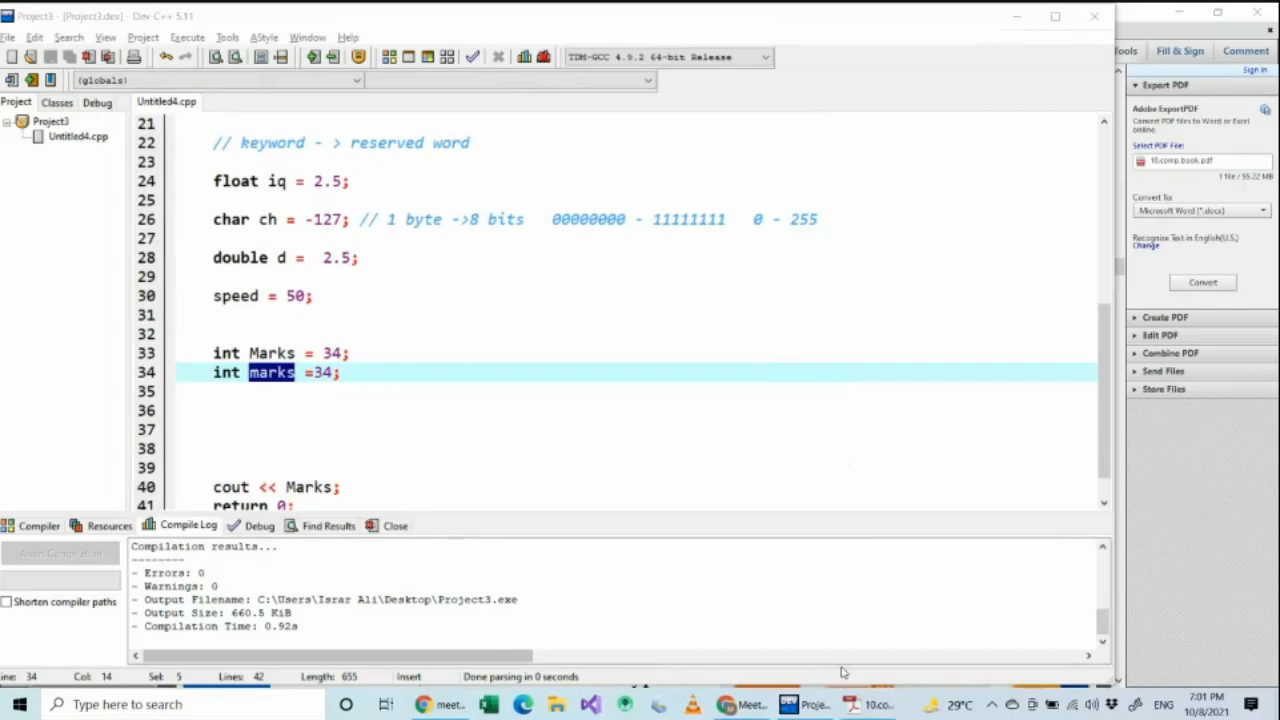 Project3 - [Project3.dev] - Dev-C++ 5.11
File Edit Search View Project Execute Tools AStyle Window Help
TDM-GCC 4.9.2 64-bit Release
(globals)
Project Classes Debug
Untitled4.cpp
Project3
Untitled4.cpp
21
22 // keyword - > reserved word
23
24 float iq = 2.5;
25
26 char ch = -127; // 1 byte ->8 bits 00000000 - 11111111 0 - 255
27
28 double d = 2.5;
29
30 speed = 50;
31
32
33 int Marks = 34;
34 int marks =34;
35
36
37
38
39
40 cout << Marks;
41 return 0;
Compiler Resources Compile Log Debug Find Results Close
Abort Compilation
Shorten compiler paths
Compilation results...
--------
- Errors: 0
- Warnings: 0
- Output Filename: C:\Users\Israr Ali\Desktop\Project3.exe
- Output Size: 660.5 KiB
- Compilation Time: 0.92s
ine: 34 Col: 14 Sel: 5 Lines: 42 Length: 655 Insert Done parsing in 0 seconds
Tools Fill & Sign Comment
Sign In
Export PDF
Adobe ExportPDF
Convert PDF files to Word or Excel
online.
Select PDF File:
10.comp.book.pdf
1 file / 55.22 MB
Convert To:
Microsoft Word (*.docx)
Recognize Text in English(U.S.)
Change
Convert
Create PDF
Edit PDF
Combine PDF
Send Files
Store Files
Type here to search
meet... Meet... Proje... 10.co...
29°C ENG
7:01 PM
10/8/2021